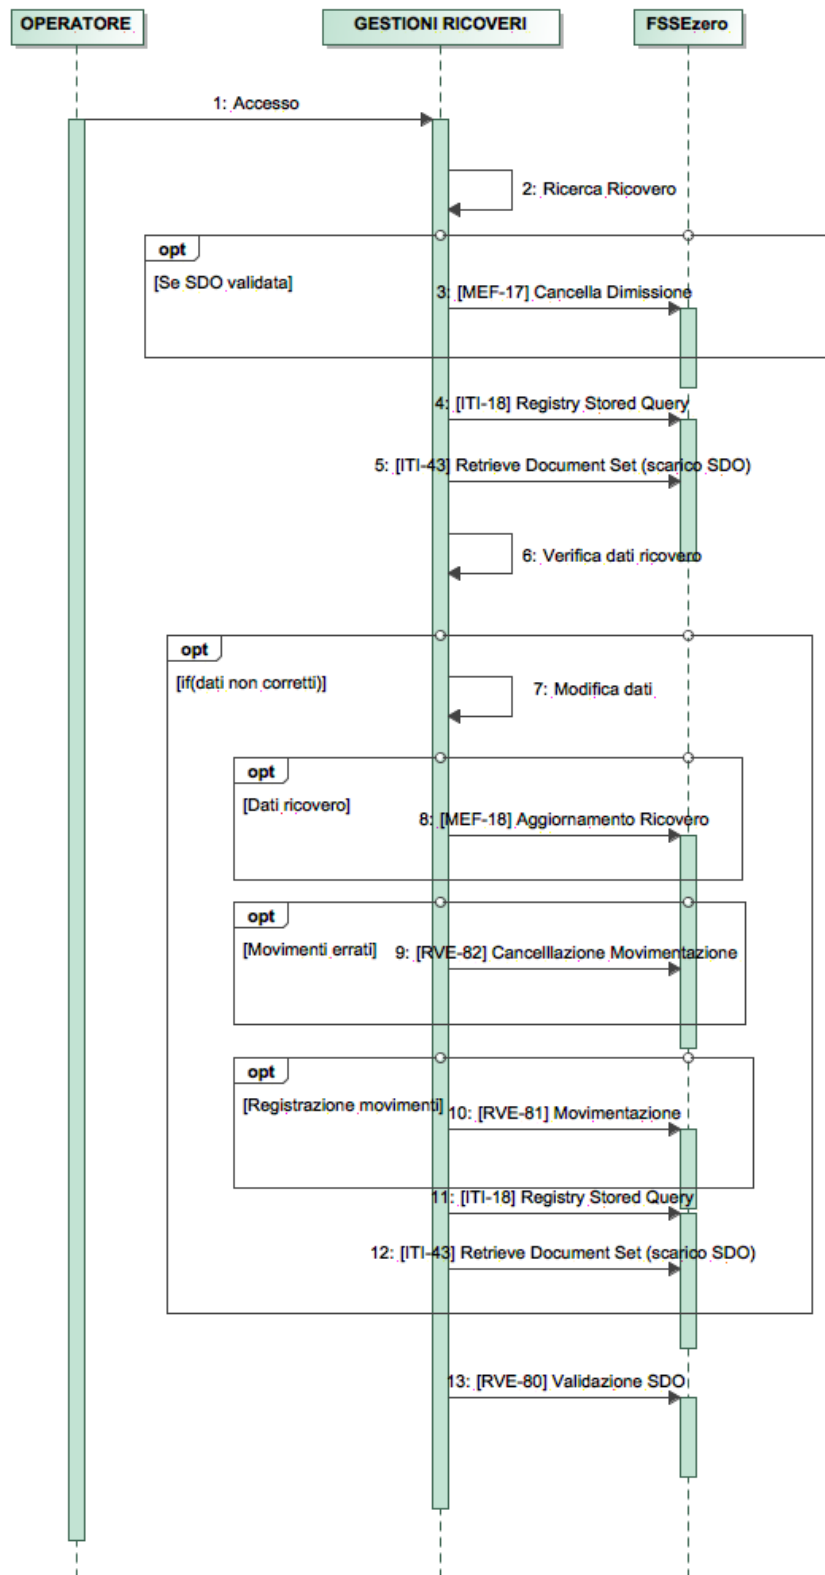 OPERATORE
GESTIONI RICOVERI
FSSEzero
1: Accesso
2: Ricerca Ricovero
opt
[Se SDO validata]
3: [MEF-17] Cancella Dimissione
4: [ITI-18] Registry Stored Query
5: [ITI-43] Retrieve Document Set (scarico SDO)
6: Verifica dati ricovero
opt
[if(dati non corretti)]
7: Modifica dati
opt
[Dati ricovero]
8: [MEF-18] Aggiornamento Ricovero
opt
[Movimenti errati]
9: [RVE-82] Cancelllazione Movimentazione
opt
[Registrazione movimenti]
10: [RVE-81] Movimentazione
11: [ITI-18] Registry Stored Query
12: [ITI-43] Retrieve Document Set (scarico SDO)
13: [RVE-80] Validazione SDO